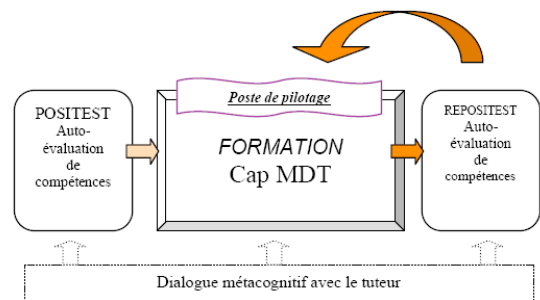 POSITEST
Auto-
évaluation
de
compétences
Poste de pilotage
FORMATION
Cap MDT
REPOSITEST
Auto-
évaluation
de
compétences
Dialogue métacognitif avec le tuteur